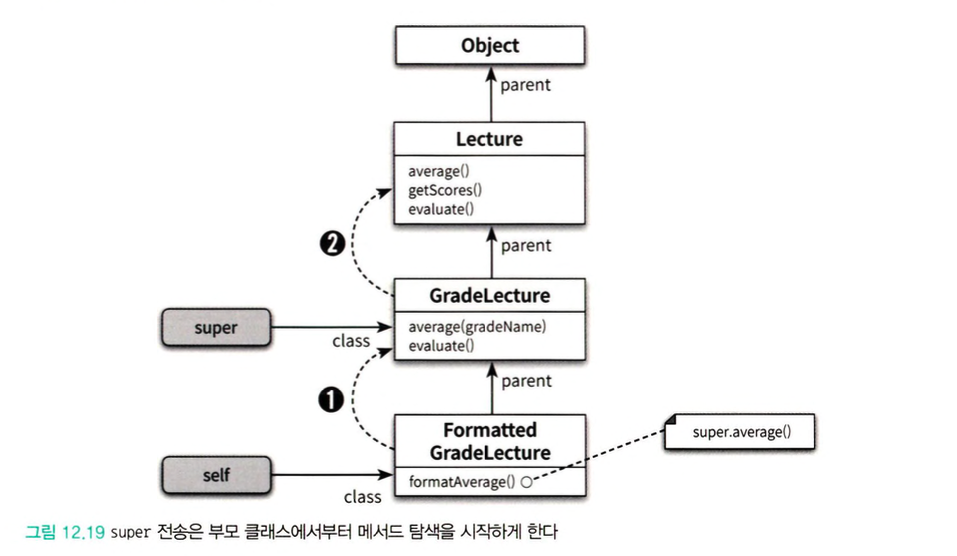 Object
parent
Lecture
average()
getScores()
evaluate()
❷
parent
GradeLecture
super
class
average(gradeName)
evaluate()
❶
parent
Formatted
GradeLecture
super.average()
self
class
formatAverage()
그림 12.19 super 전송은 부모 클래스에서부터 메서드 탐색을 시작하게 한다